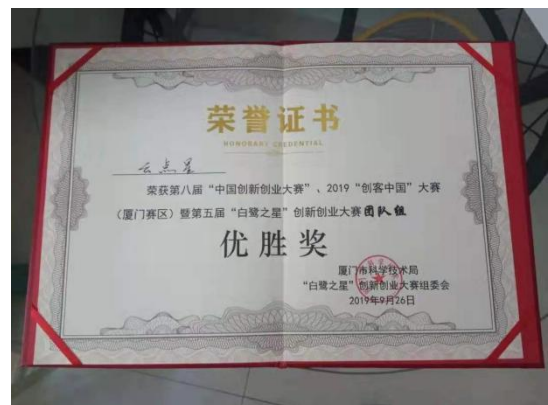 荣誉证书
HONORARY CREDENTIAL
云点星
荣获第八届“中国创新创业大赛”、2019“创客中国”大赛
（厦门赛区）暨第五届“白鹭之星”创新创业大赛团队组
优胜奖
厦门市科学技术局
“白鹭之星”创新创业大赛组委会
2019年9月26日